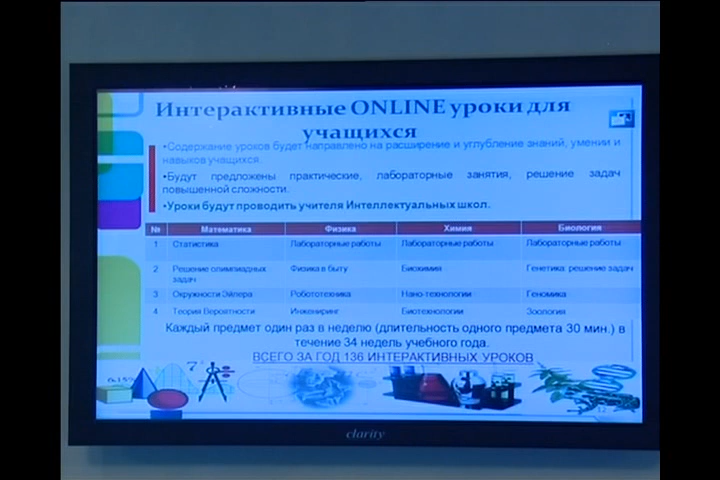 Интерактивные ONLINE уроки для
учащихся
•Содержание уроков будет направлено на расширение и углубление знаний, умении и
навыков учащихся.
•Будут предложены практические, лабораторные занятия, решение задач
повышенной сложности.
•Уроки будут проводить учителя Интеллектуальных школ.
№ Математика Физика Химия Биология
1 Статистика Лабораторные работы Лабораторные работы Лабораторные работы
2 Решение олимпиадных задач Физика в быту Биохимия Генетика решение задач
3 Окружности Эйлера Робототехника Нано-технологии Геномика
4 Теория Вероятности Инжениринг Биотехнологии Зоология
Каждый предмет один раз в неделю (длительность одного предмета 30 мин.) в
течение 34 недель учебного года.
ВСЕГО ЗА ГОД 136 ИНТЕРАКТИВНЫХ УРОКОВ
12
clarity